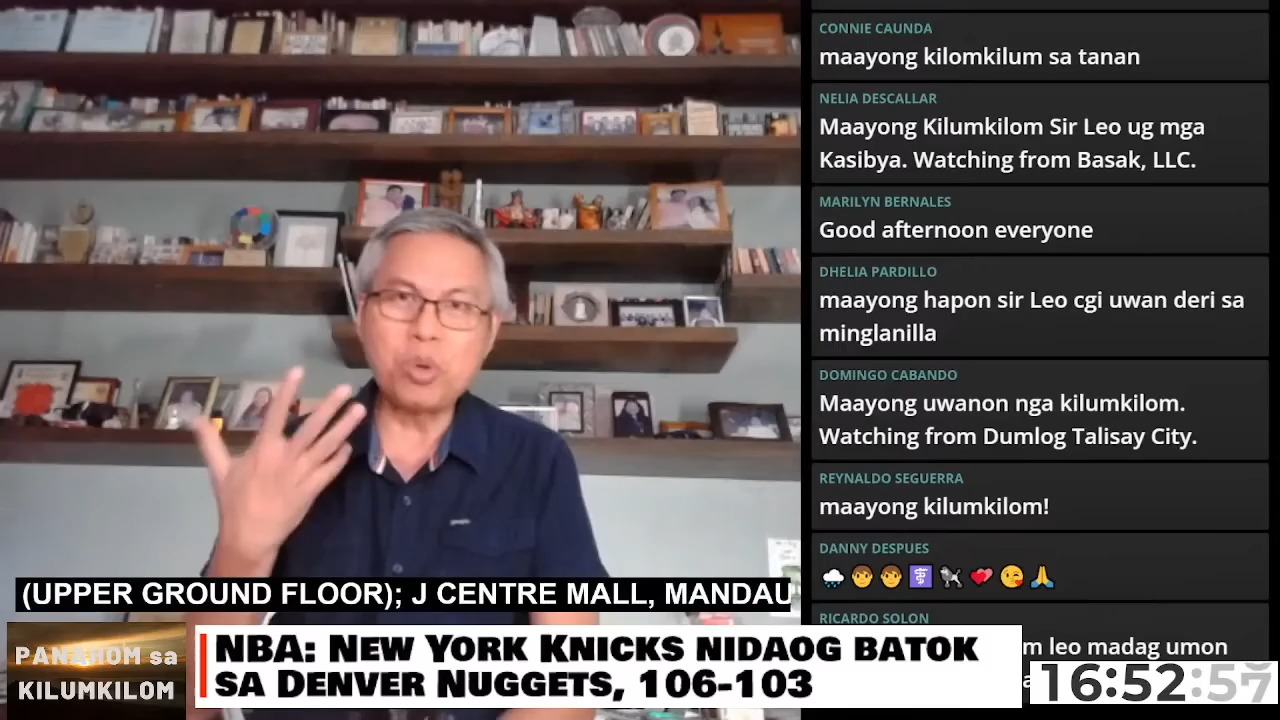 CONNIE CAUNDA
maayong kilomkilum sa tanan
NELIA DESCALLAR
Maayong Kilumkilom Sir Leo ug mga
Kasibya. Watching from Basak, LLC.
MARILYN BERNALES
Good afternoon everyone
DHELIA PARDILLO
maayong hapon sir Leo cgi uwan deri sa
minglanilla
DOMINGO CABANDO
Maayong uwanon nga kilumkilom.
Watching from Dumlog Talisay City.
REYNALDO SEGUERRA
maayong kilumkilom!
DANNY DESPUES
🌧️👨👨⚕️🐕❤️😘🙏
RICARDO SOLON
leo madag umon
(UPPER GROUND FLOOR); J CENTRE MALL,
PANAHOM sa
KILUMKILOM
NBA: NEW YORK KNICKS NIDAOG BATOK
SA DENVER NUGGETS, 106-103
16:52